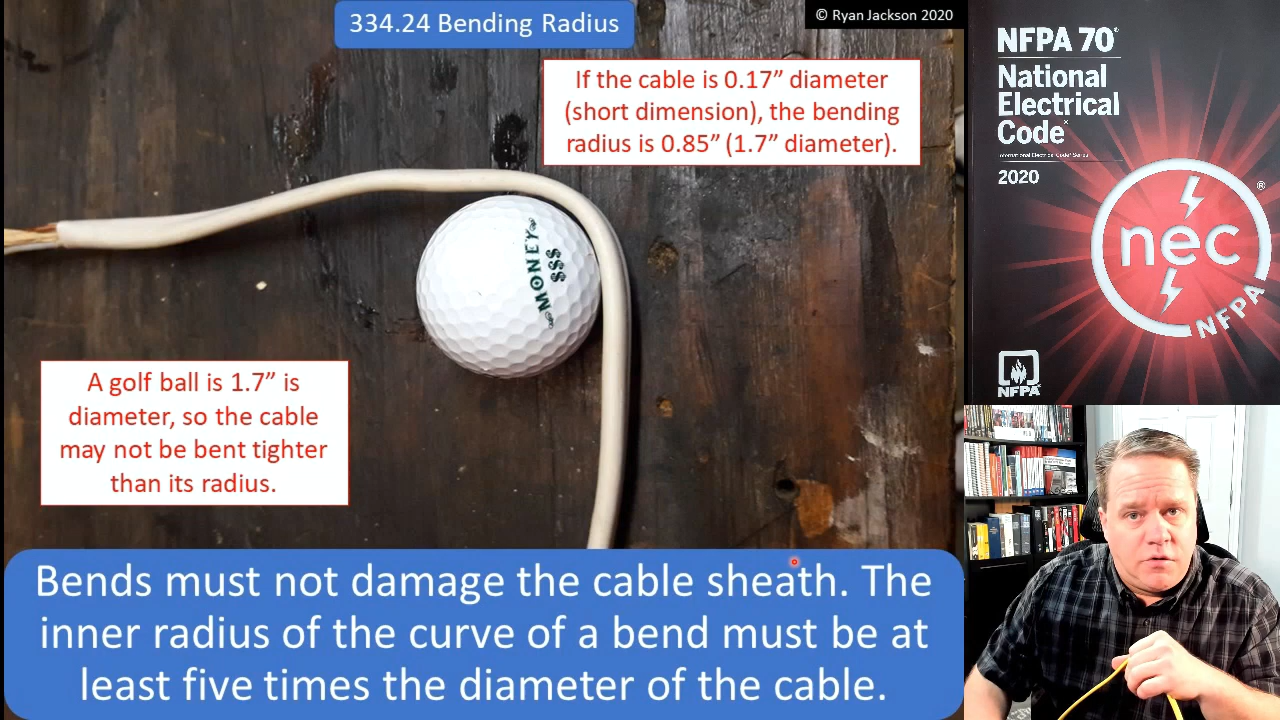 334.24 Bending Radius
© Ryan Jackson 2020
If the cable is 0.17” diameter
(short dimension), the bending
radius is 0.85” (1.7” diameter).
MONEY
$$$
A golf ball is 1.7” is
diameter, so the cable
may not be bent tighter
than its radius.
Bends must not damage the cable sheath. The
inner radius of the curve of a bend must be at
least five times the diameter of the cable.
NFPA 70®
National
Electrical
Code®
International Electrical Code® Series
2020
nec®
NFPA
NFPA